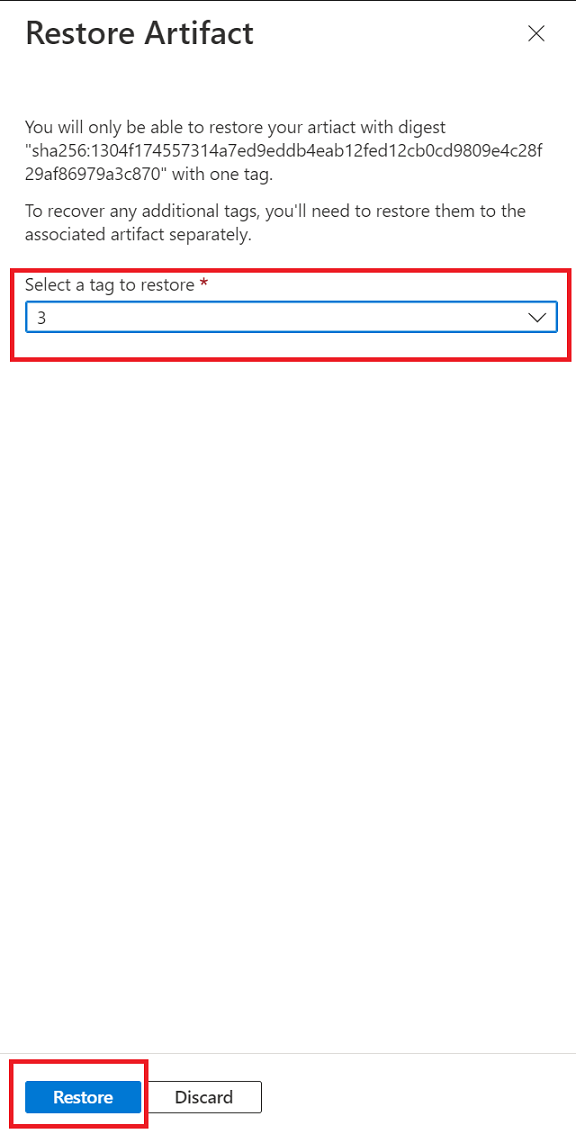 Restore Artifact
You will only be able to restore your artiact with digest
"sha256:1304f174557314a7ed9eddb4eab12fed12cb0cd9809e4c28f
29af86979a3c870" with one tag.
To recover any additional tags, you'll need to restore them to the
associated artifact separately.
Select a tag to restore *
3
Restore Discard